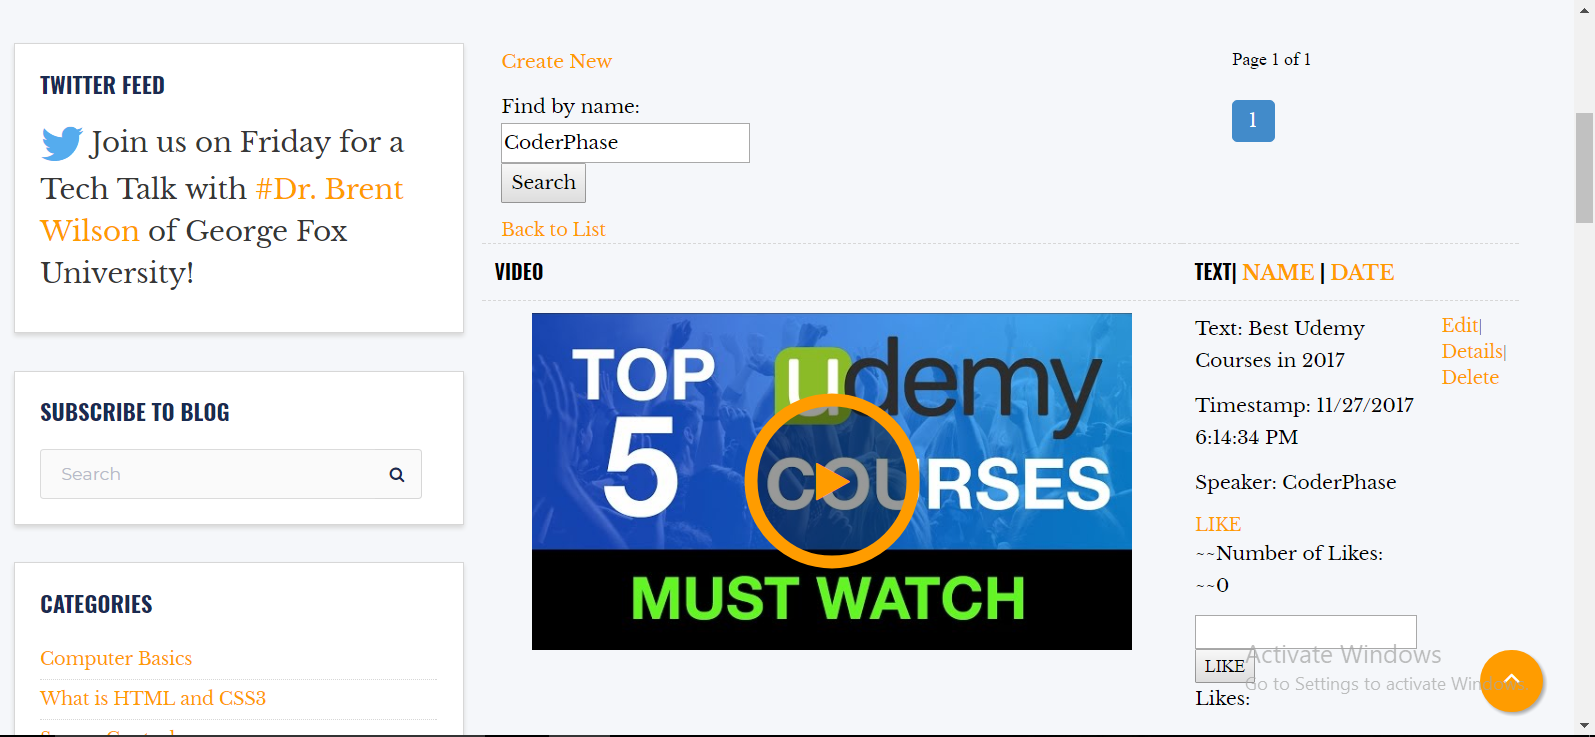 TWITTER FEED
Join us on Friday for a
Tech Talk with #Dr. Brent
Wilson of George Fox
University!
SUBSCRIBE TO BLOG
Search
CATEGORIES
Computer Basics
What is HTML and CSS3
Create New
Find by name:
CoderPhase
Search
Back to List
Page 1 of 1
1
VIDEO
TEXT| NAME | DATE
TOP 5 udemy COURSES
MUST WATCH
Text: Best Udemy
Courses in 2017
Timestamp: 11/27/2017
6:14:34 PM
Speaker: CoderPhase
LIKE
~~Number of Likes:
~~0
LIKE
Likes:
Edit|
Details|
Delete
Activate Windows
Go to Settings to activate Windows.